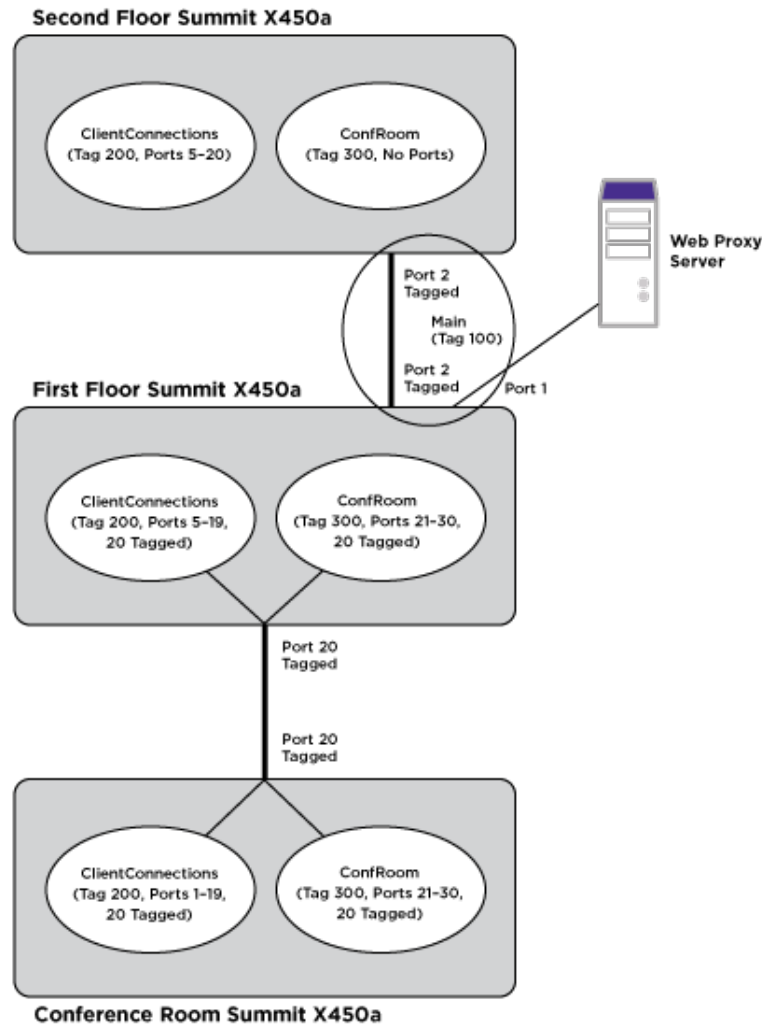 Second Floor Summit X450a
ClientConnections
(Tag 200, Ports 5–20)
ConfRoom
(Tag 300, No Ports)
Web Proxy
Server
Port 2
Tagged
Main
(Tag 100)
Port 2
Tagged
Port 1
First Floor Summit X450a
ClientConnections
(Tag 200, Ports 5–19,
20 Tagged)
ConfRoom
(Tag 300, Ports 21–30,
20 Tagged)
Port 20
Tagged
Port 20
Tagged
ClientConnections
(Tag 200, Ports 1–19,
20 Tagged)
ConfRoom
(Tag 300, Ports 21–30,
20 Tagged)
Conference Room Summit X450a